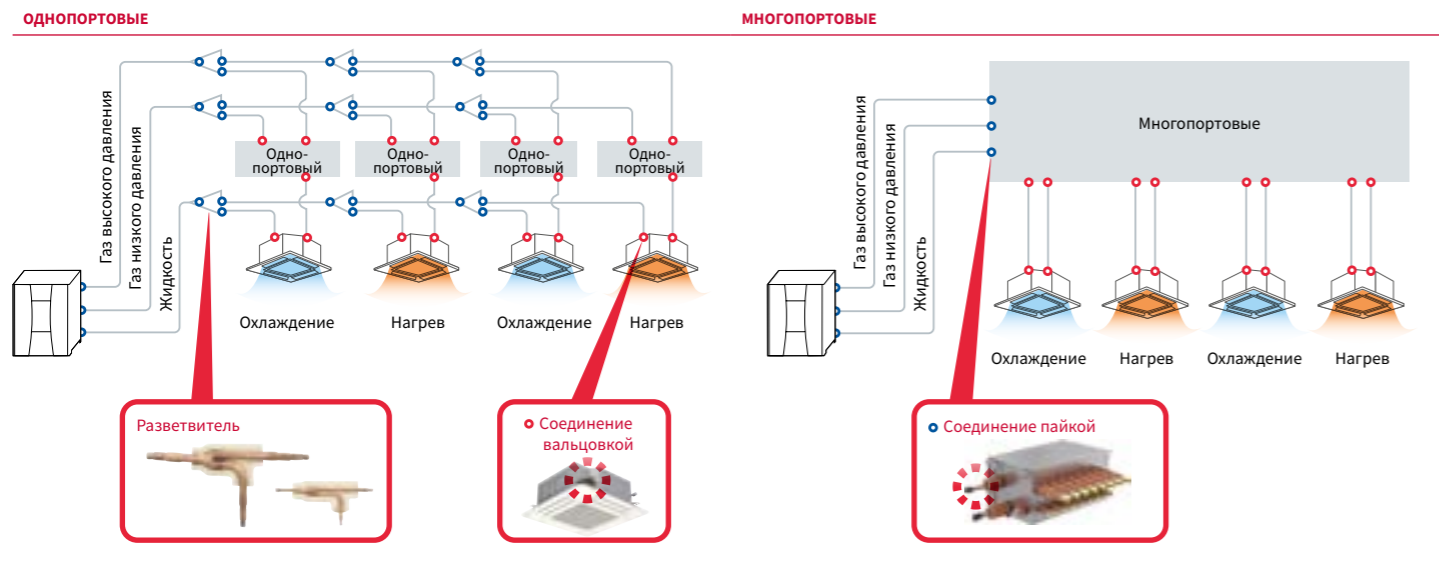 ОДНОПОРТОВЫЕ
Газ высокого давления
Газ низкого давления
Жидкость
Одно-
портовый
Одно-
портовый
Одно-
портовый
Одно-
портовый
Охлаждение
Нагрев
Охлаждение
Нагрев
Разветвитель
Соединение
вальцовкой
МНОГОПОРТОВЫЕ
Газ высокого давления
Газ низкого давления
Жидкость
Многопортовые
Охлаждение
Нагрев
Охлаждение
Нагрев
Соединение пайкой